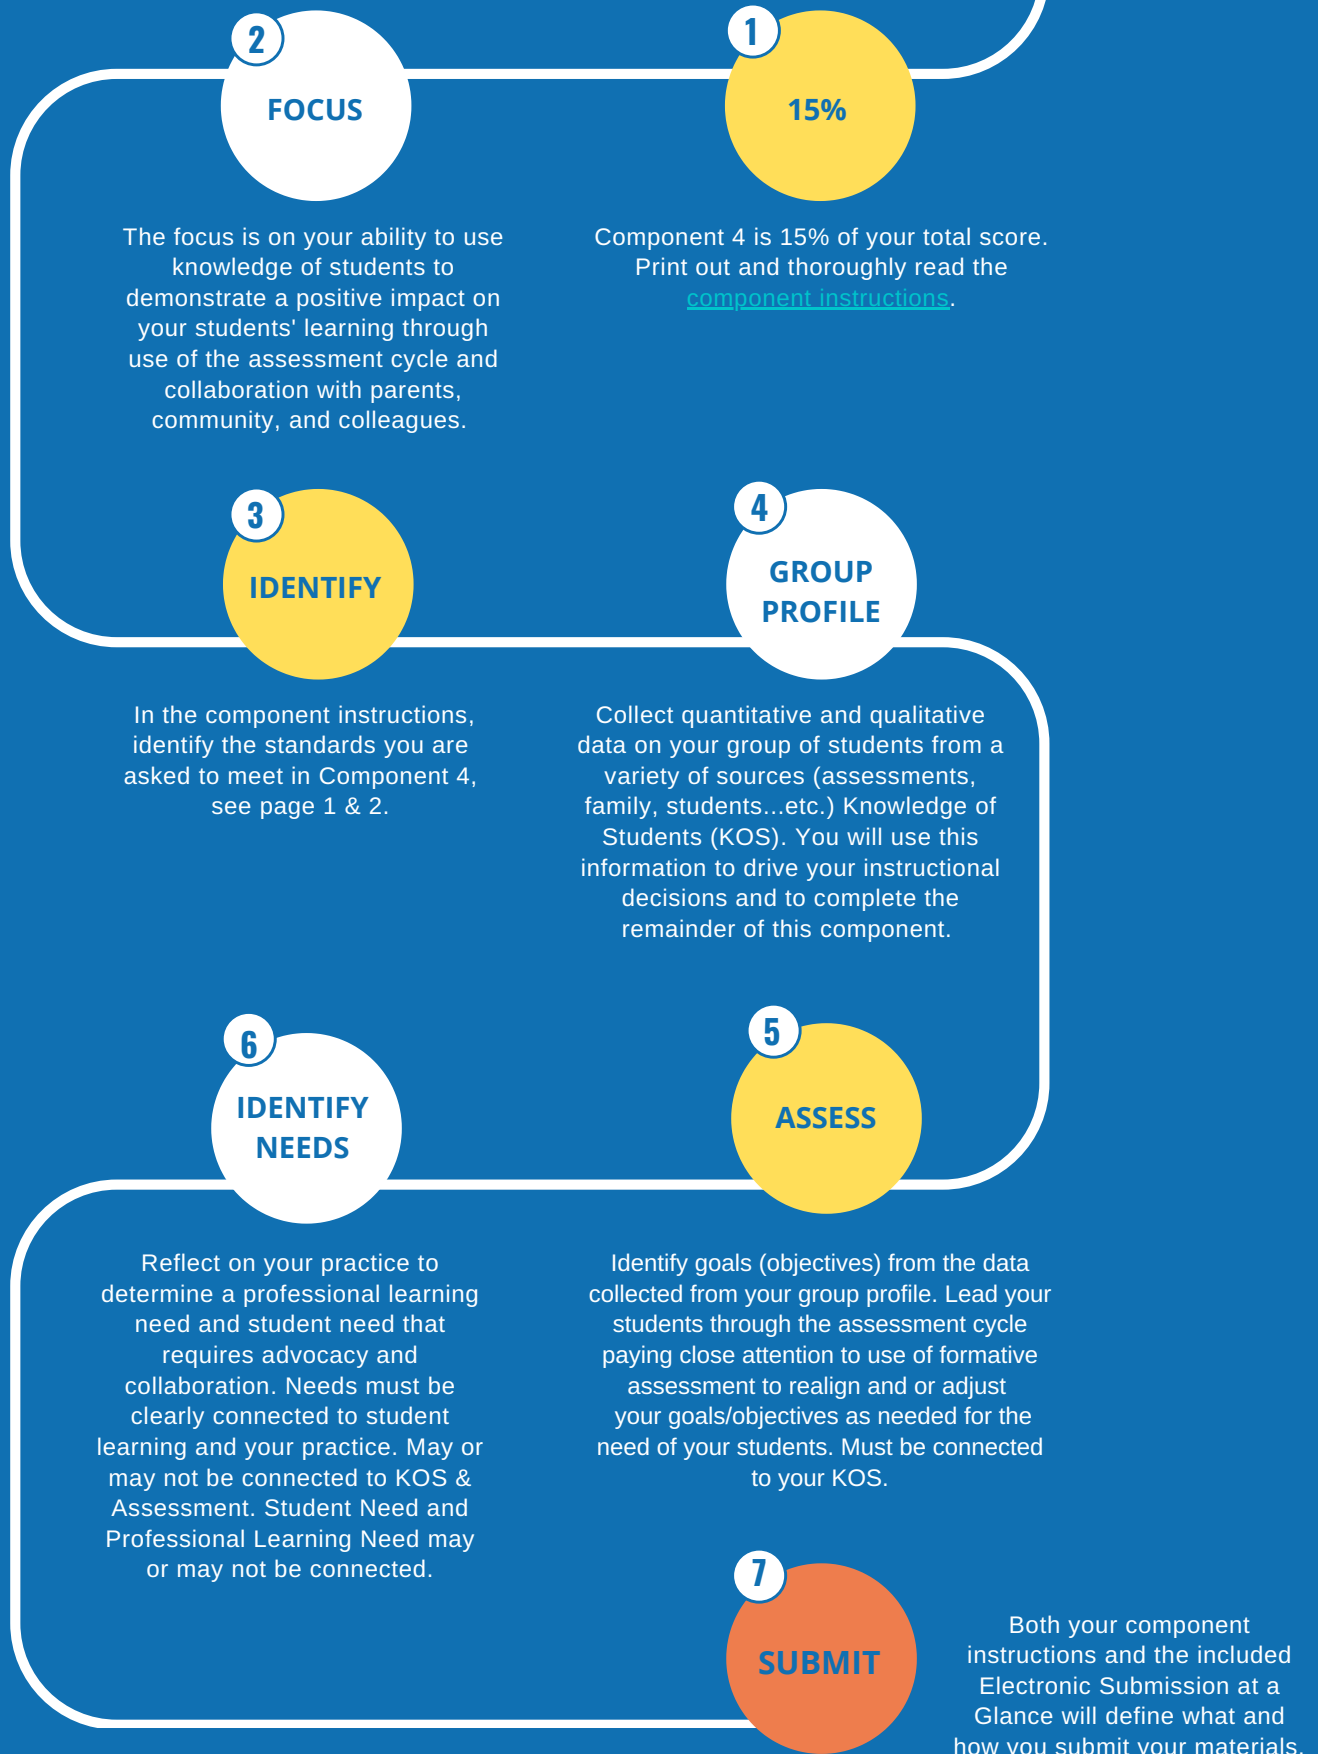 1
15%
Component 4 is 15% of your total score.
Print out and thoroughly read the
component instructions.
2
FOCUS
The focus is on your ability to use
knowledge of students to
demonstrate a positive impact on
your students' learning through
use of the assessment cycle and
collaboration with parents,
community, and colleagues.
3
IDENTIFY
In the component instructions,
identify the standards you are
asked to meet in Component 4,
see page 1 & 2.
4
GROUP
PROFILE
Collect quantitative and qualitative
data on your group of students from a
variety of sources (assessments,
family, students...etc.) Knowledge of
Students (KOS). You will use this
information to drive your instructional
decisions and to complete the
remainder of this component.
5
ASSESS
Identify goals (objectives) from the data
collected from your group profile. Lead your
students through the assessment cycle
paying close attention to use of formative
assessment to realign and or adjust
your goals/objectives as needed for the
need of your students. Must be connected
to your KOS.
6
IDENTIFY
NEEDS
Reflect on your practice to
determine a professional learning
need and student need that
requires advocacy and
collaboration. Needs must be
clearly connected to student
learning and your practice. May or
may not be connected to KOS &
Assessment. Student Need and
Professional Learning Need may
or may not be connected.
7
SUBMIT
Both your component
instructions and the included
Electronic Submission at a
Glance will define what and
how you submit your materials.